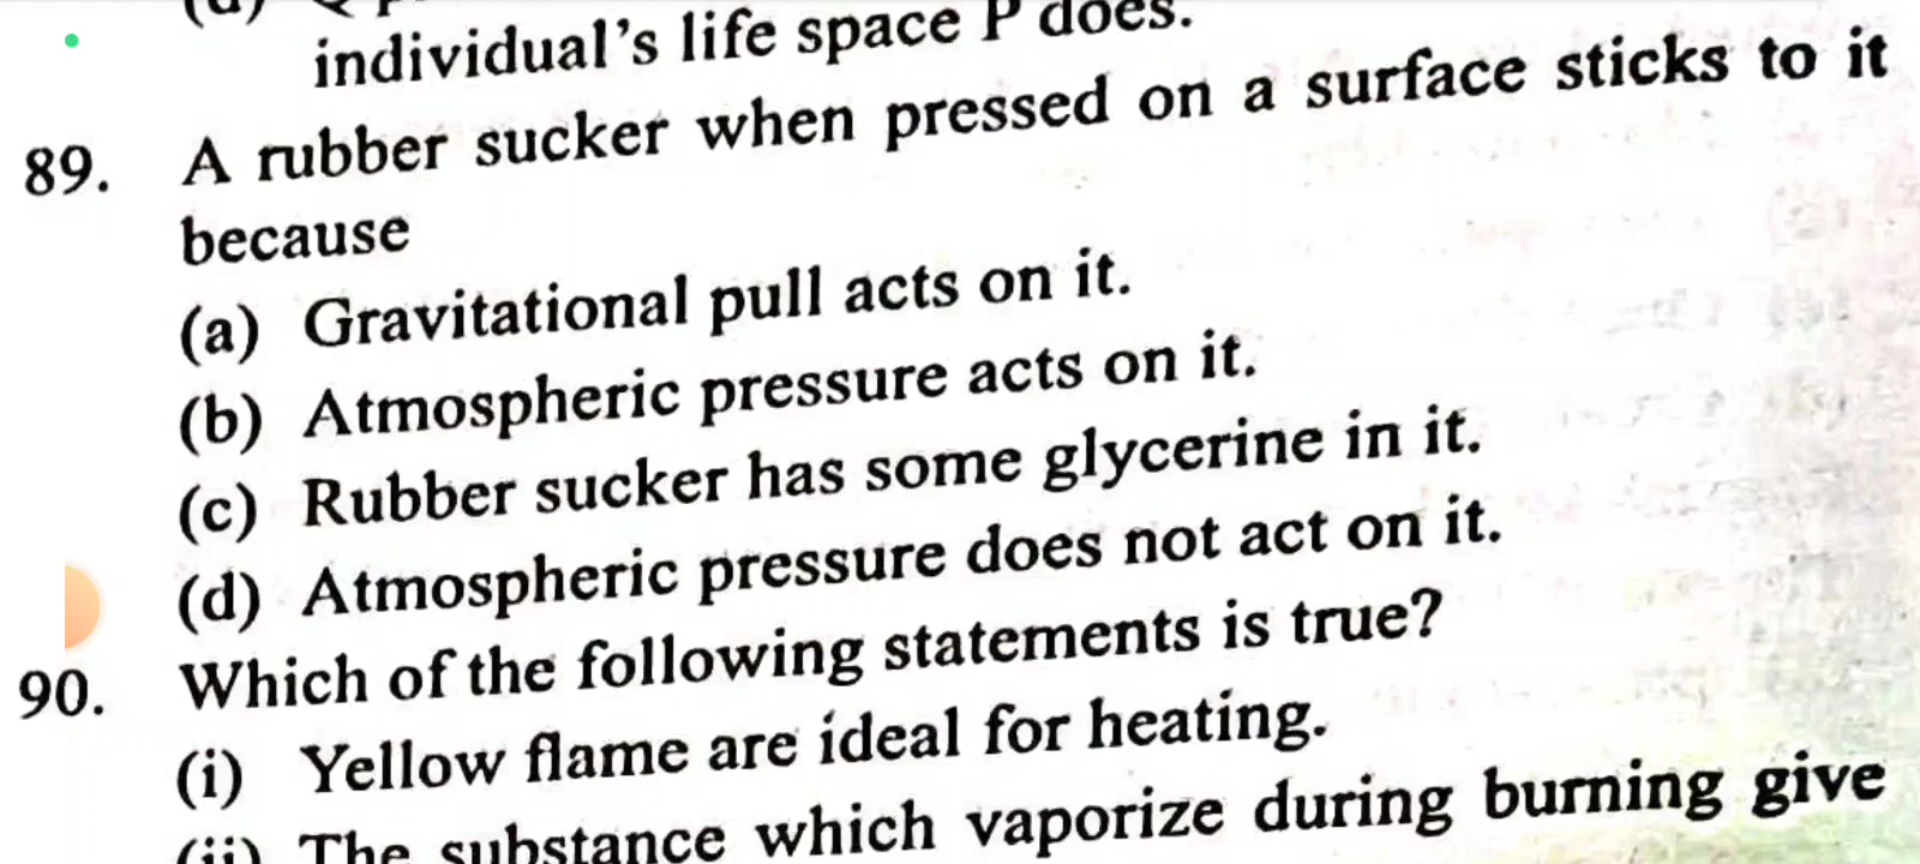 individual's life space P does.
89. A rubber sucker when pressed on a surface sticks to it
because
(a) Gravitational pull acts on it.
(b) Atmospheric pressure acts on it.
(c) Rubber sucker has some glycerine in it.
(d) Atmospheric pressure does not act on it.
90. Which of the following statements is true?
(i) Yellow flame are ideal for heating.
(ii) The substance which vaporize during burning give